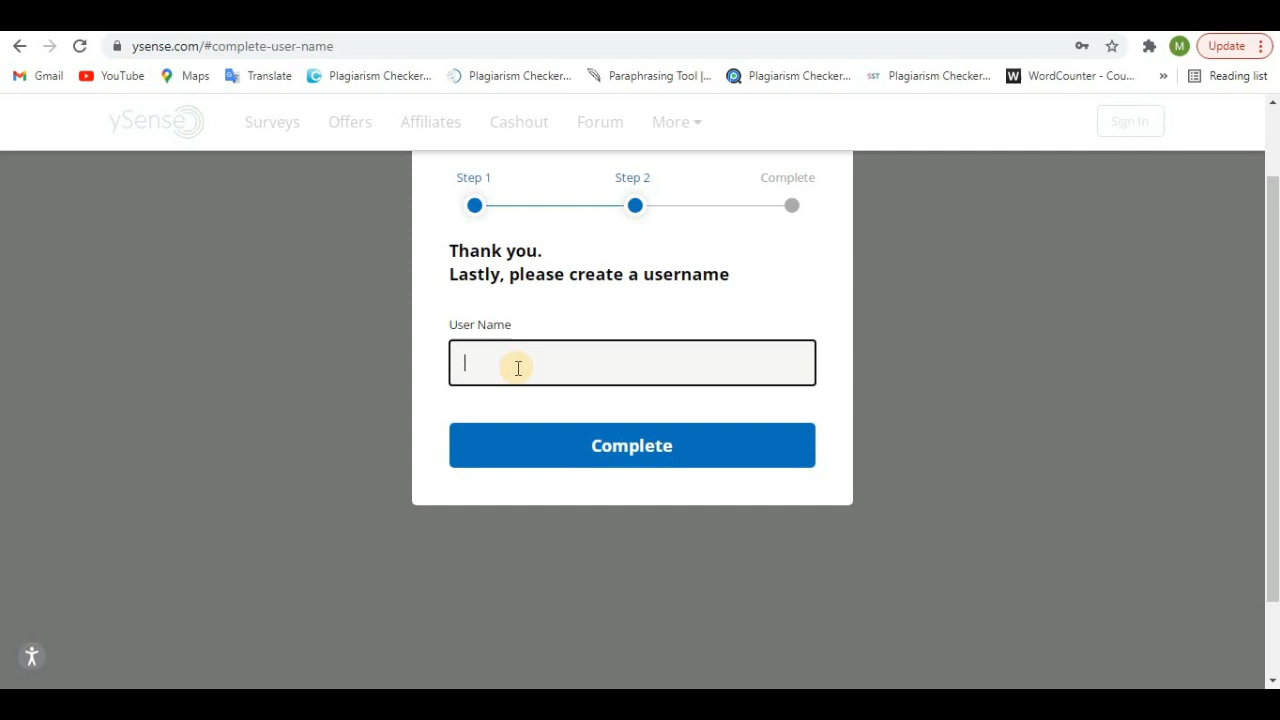 ysense.com/#complete-user-name
M
Update
Gmail
YouTube
Maps
Translate
Plagiarism Checker...
Plagiarism Checker...
Paraphrasing Tool |...
Plagiarism Checker...
SST
Plagiarism Checker...
W
WordCounter - Cou...
»
Reading list
ySense
Surveys
Offers
Affiliates
Cashout
Forum
More
Sign In
Step 1
Step 2
Complete
Thank you.
Lastly, please create a username
User Name
Complete